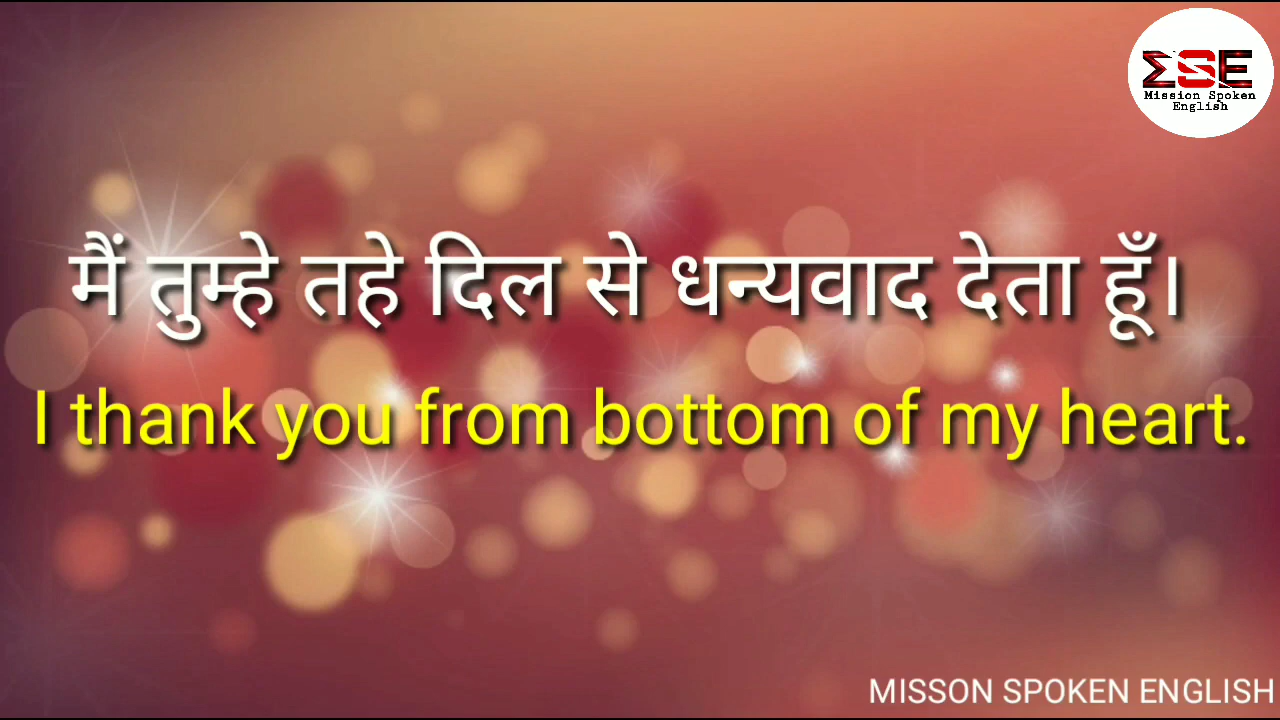 ΣSE
Mission Spoken
English
मैं तुम्हे तहे दिल से धन्यवाद देता हूँ।
I thank you from bottom of my heart.
MISSON SPOKEN ENGLISH